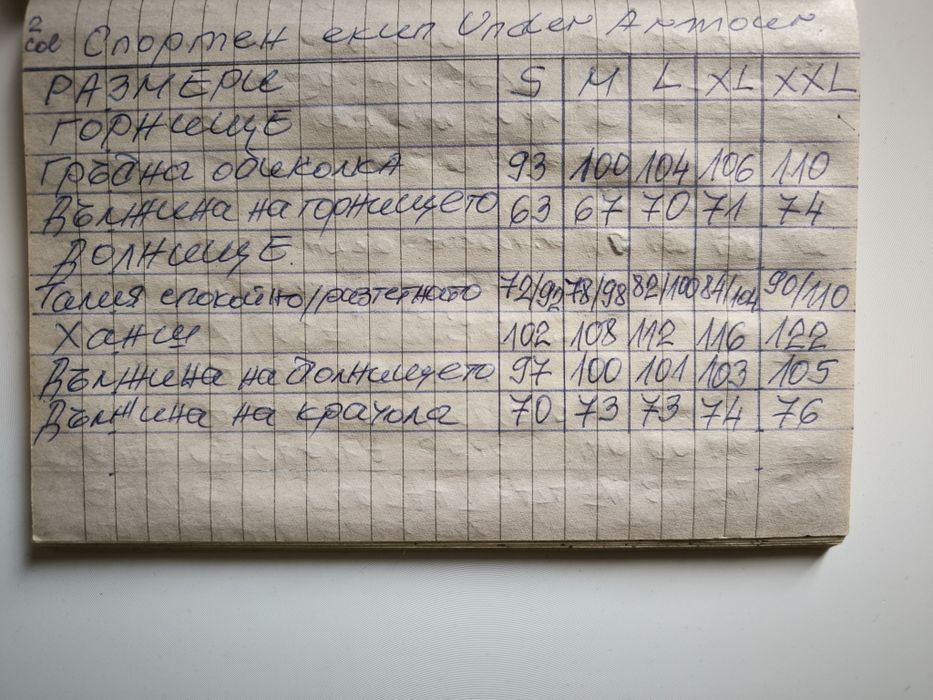 2 col Спортен екип Under Armour
РАЗМЕРИ S M L XL XXL
ГОРНИЩЕ
Гръдна обиколка 93 100 104 106 110
Дължина на горнището 63 67 70 71 74
ДОЛНИЩЕ.
Талия спокойно/разтегнато 72/92 78/98 82/100 84/104 90/110
Ханш 102 108 112 116 122
Дължина на долнището 97 100 101 103 105
Дължина на крачола 70 73 73 74 76